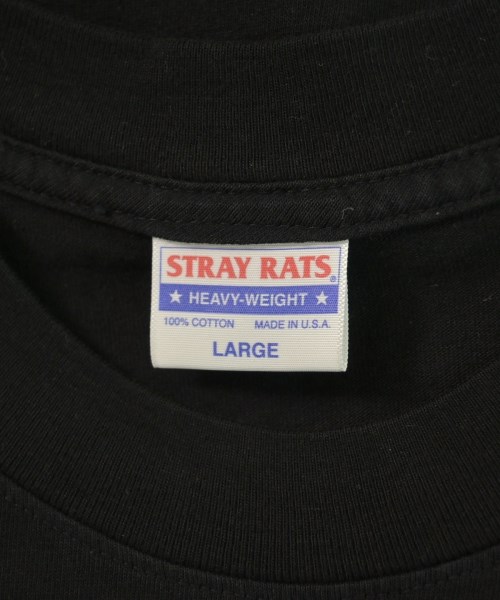 STRAY RATS®
★ HEAVY-WEIGHT ★
100% COTTON MADE IN U.S.A.
LARGE